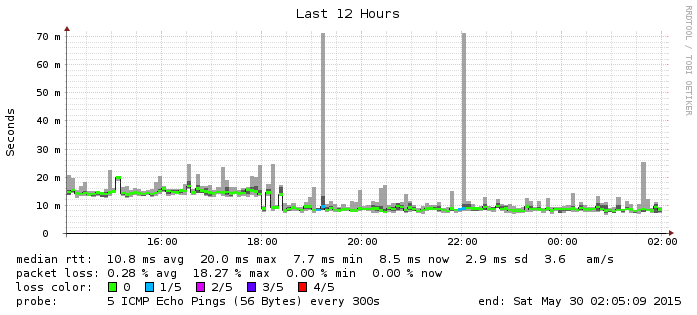 Last 12 Hours
RRDTOOL / TOBI OETIKER
Seconds
70 m
60 m
50 m
40 m
30 m
20 m
10 m
0
16:00 18:00 20:00 22:00 00:00 02:00
median rtt: 10.8 ms avg 20.0 ms max 7.7 ms min 8.5 ms now 2.9 ms sd 3.6 am/s
packet loss: 0.28 % avg 18.27 % max 0.00 % min 0.00 % now
loss color: 0 1/5 2/5 3/5 4/5
probe: 5 ICMP Echo Pings (56 Bytes) every 300s end: Sat May 30 02:05:09 2015